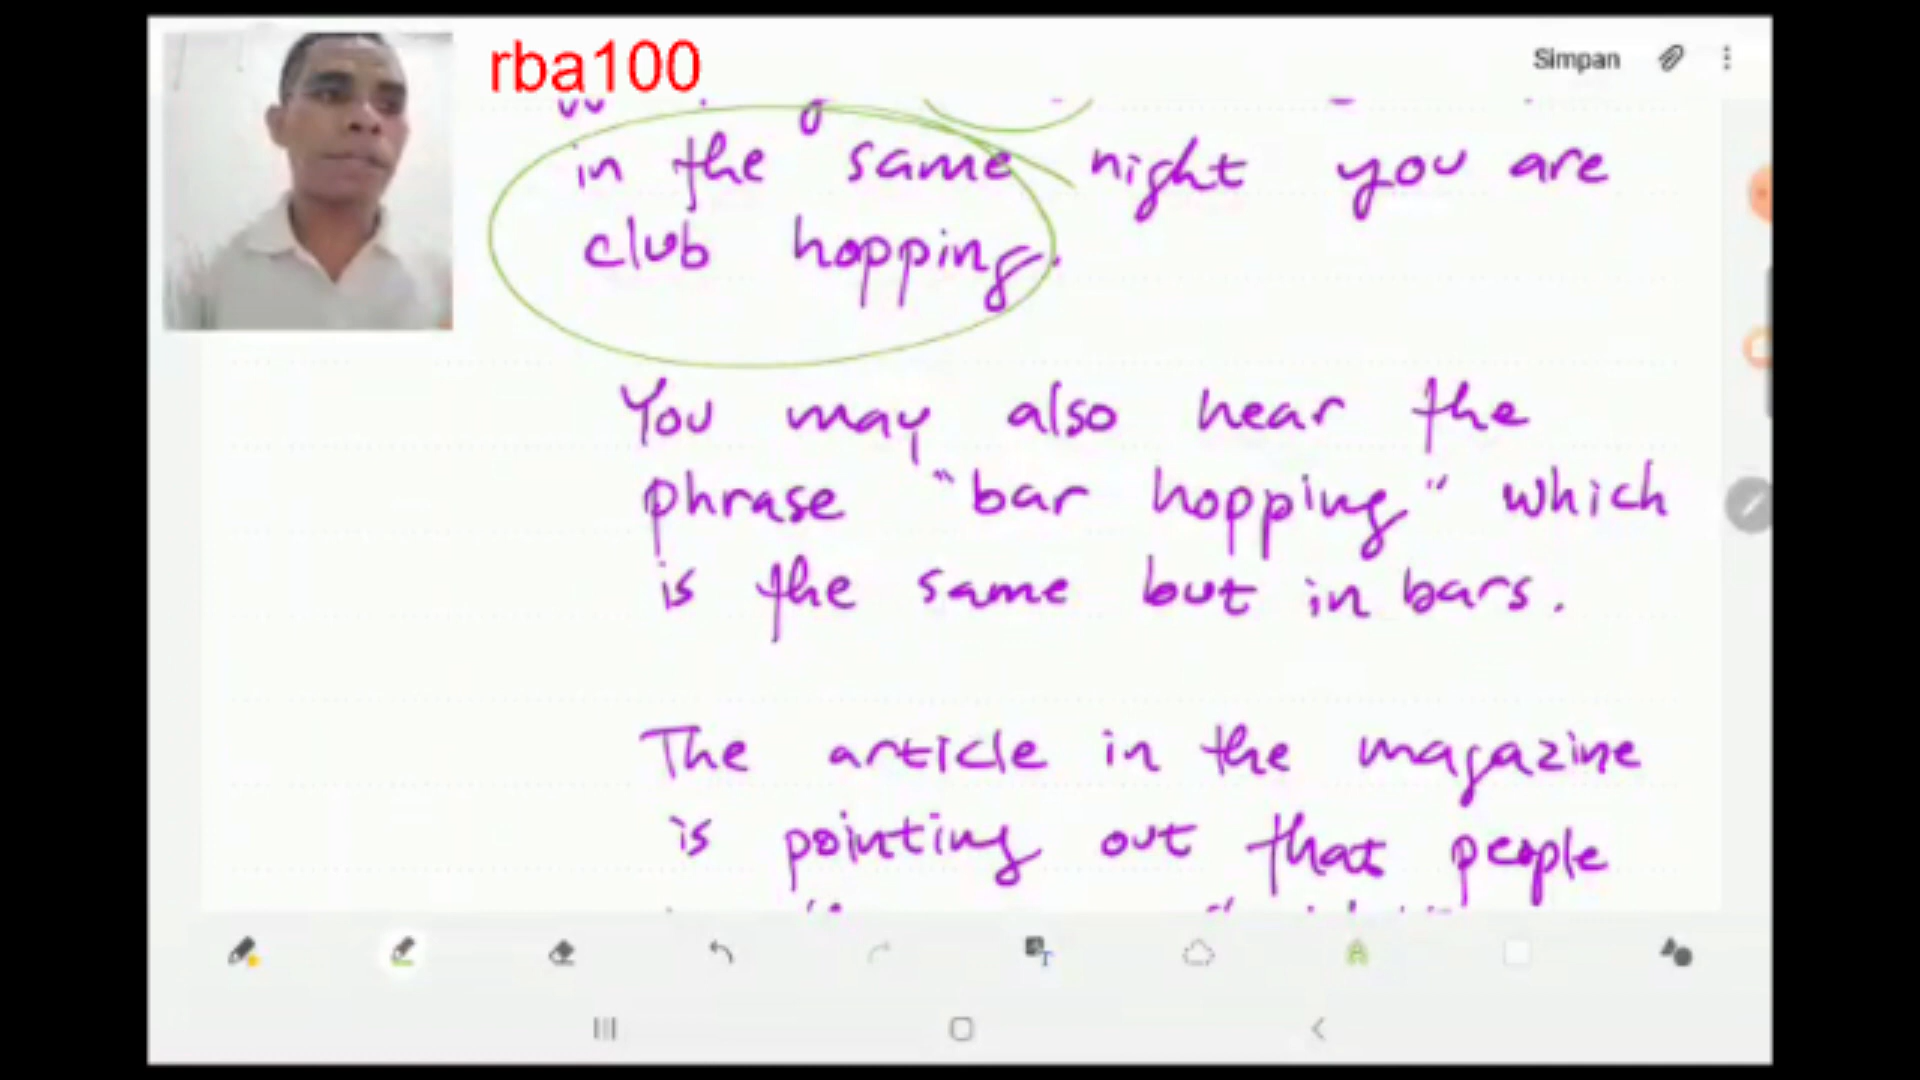 rba100
Simpan
in the same night you are
club hopping.
You may also hear the
phrase "bar hopping" which
is the same but in bars.
The article in the magazine
is pointing out that people